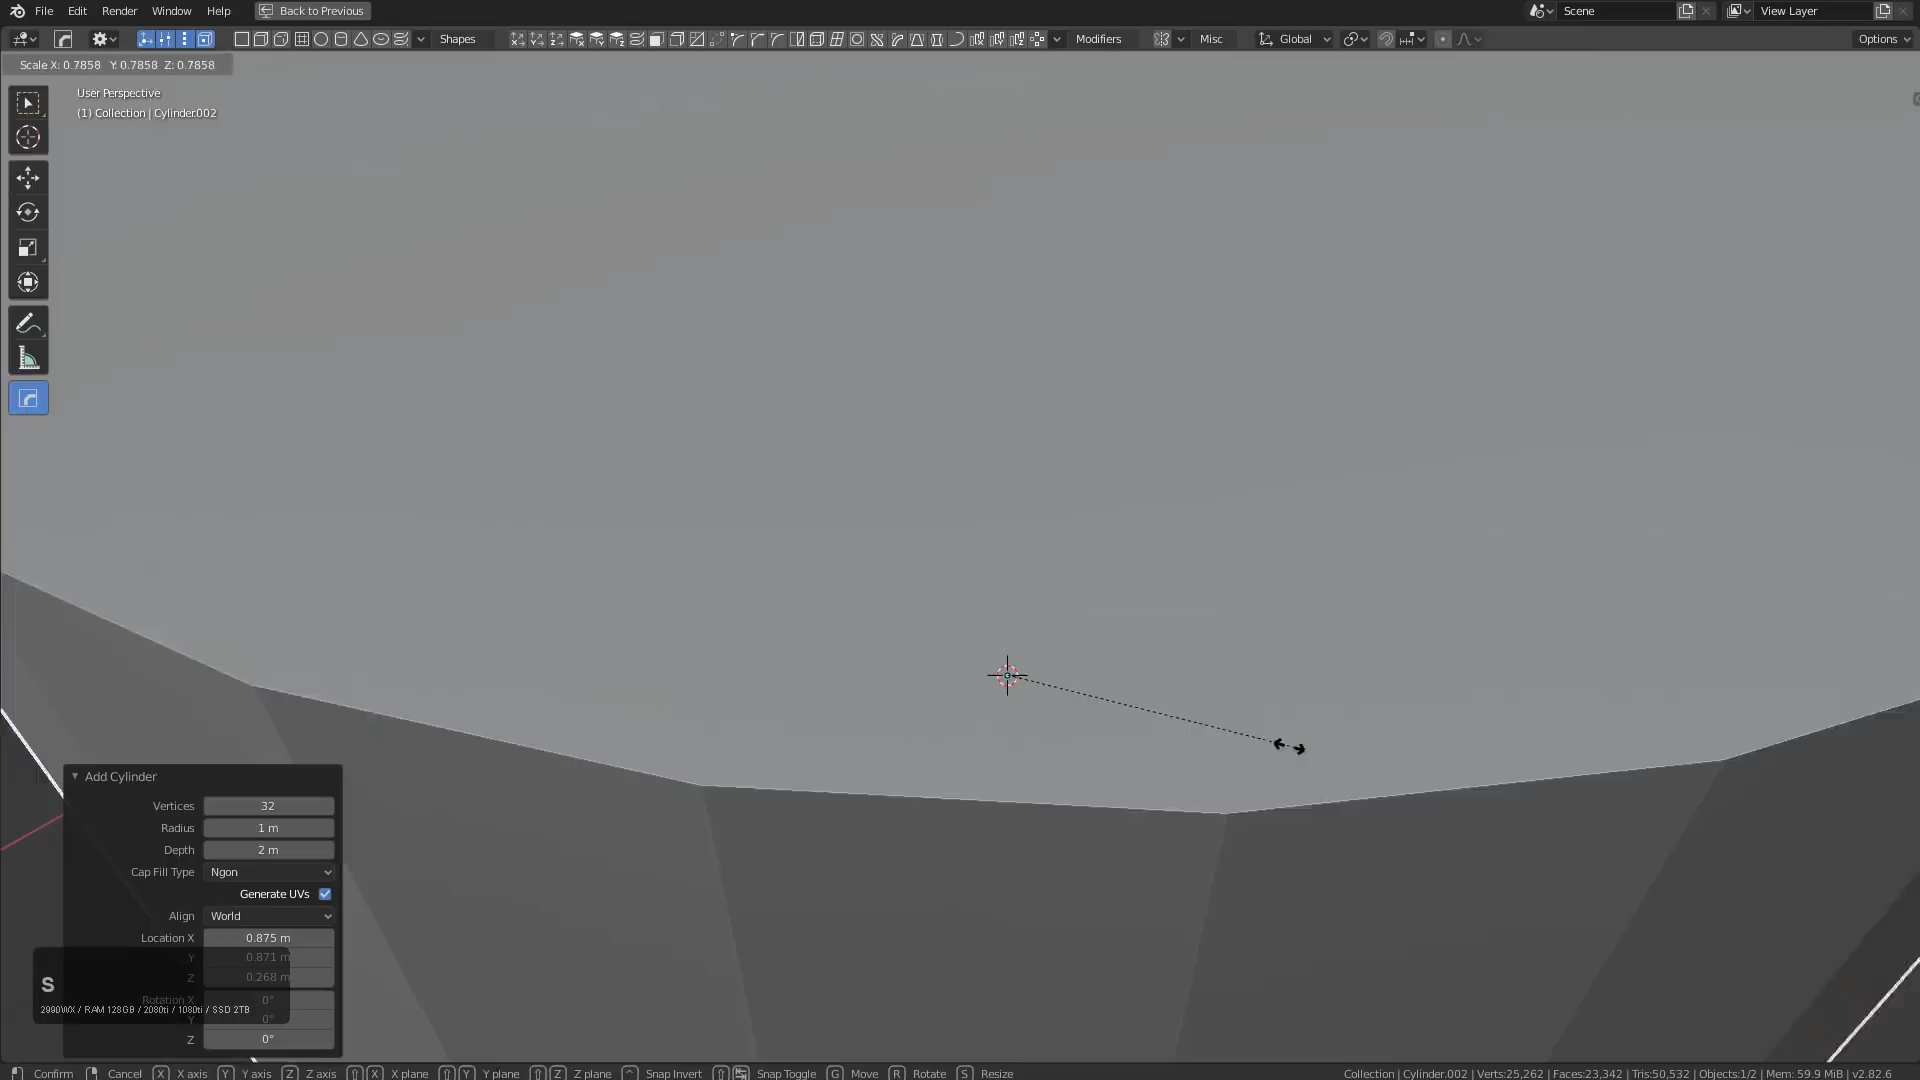 File Edit Render Window Help Back to Previous Scene View Layer
Shapes Modifiers Misc Global Options
Scale X: 0.7858 Y: 0.7858 Z: 0.7858
User Perspective
(1) Collection | Cylinder.002
Add Cylinder
Vertices 32
Radius 1 m
Depth 2 m
Cap Fill Type Ngon
Generate UVs
Align World
Location X 0.875 m
Y 0.871 m
Z 0.268 m
S
Rotation X 0°
2990WX / RAM 128GB / 2080ti / 1080ti / SSD 2TB
Y 0°
Z 0°
Confirm Cancel X X axis Y Y axis Z Z axis X X plane Y Y plane Z Z plane Snap Invert Snap Toggle G Move R Rotate S Resize Collection | Cylinder.002 | Verts:25,262 | Faces:23,342 | Tris:50,532 | Objects:1/2 | Mem: 59.9 MiB | v2.82.6